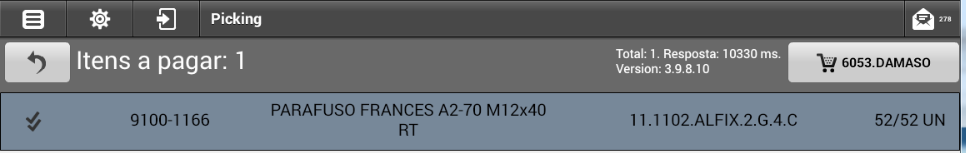 Picking
278
Itens a pagar: 1
Total: 1. Resposta: 10330 ms.
Version: 3.9.8.10
6053.DAMASO
9100-1166
PARAFUSO FRANCES A2-70 M12x40
RT
11.1102.ALFIX.2.G.4.C
52/52 UN